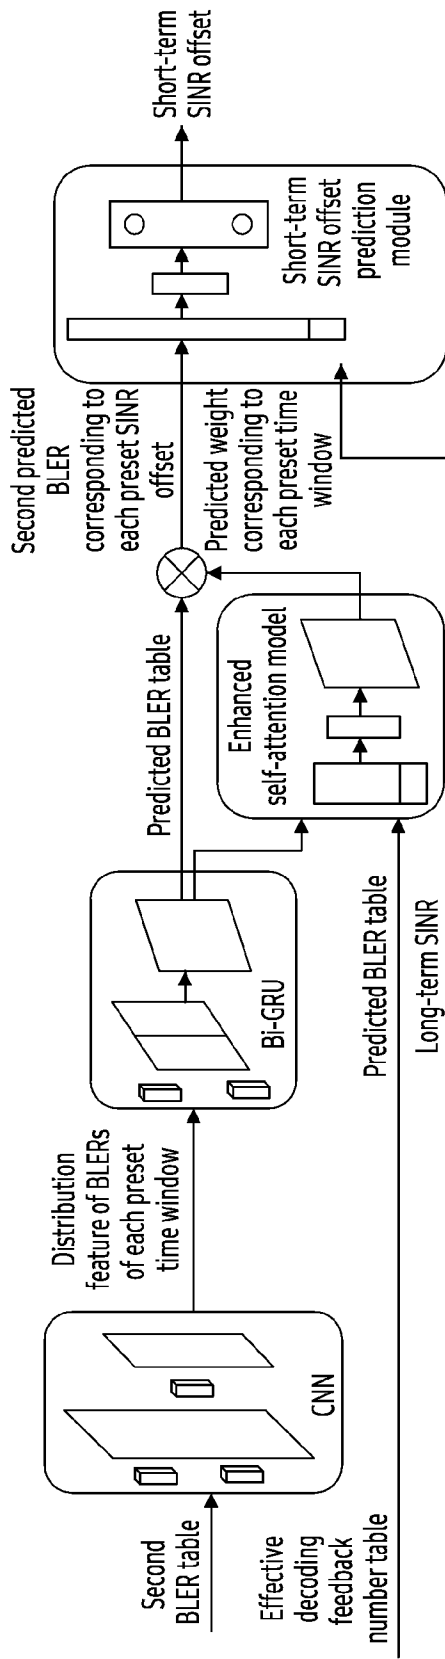 Second
BLER table
Effective
decoding
feedback
number table
CNN
Distribution
feature of BLERs
of each preset
time window
Bi-GRU
Predicted BLER table
Predicted BLER table
Long-term SINR
Enhanced
self-attention model
Second predicted
BLER
corresponding to
each preset SINR
offset
Predicted weight
corresponding to
each preset time
window
Short-term
SINR offset
prediction
module
Short-term
SINR offset